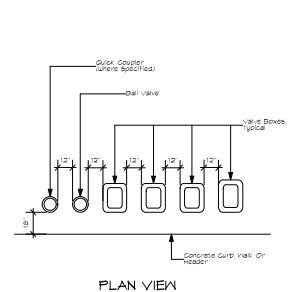 Quick Coupler
(Where Specified)
Ball Valve
Valve Boxes,
Typical
12" 12" 12" 12" 12"
18"
Concrete Curb, Walk Or
Header
PLAN VIEW